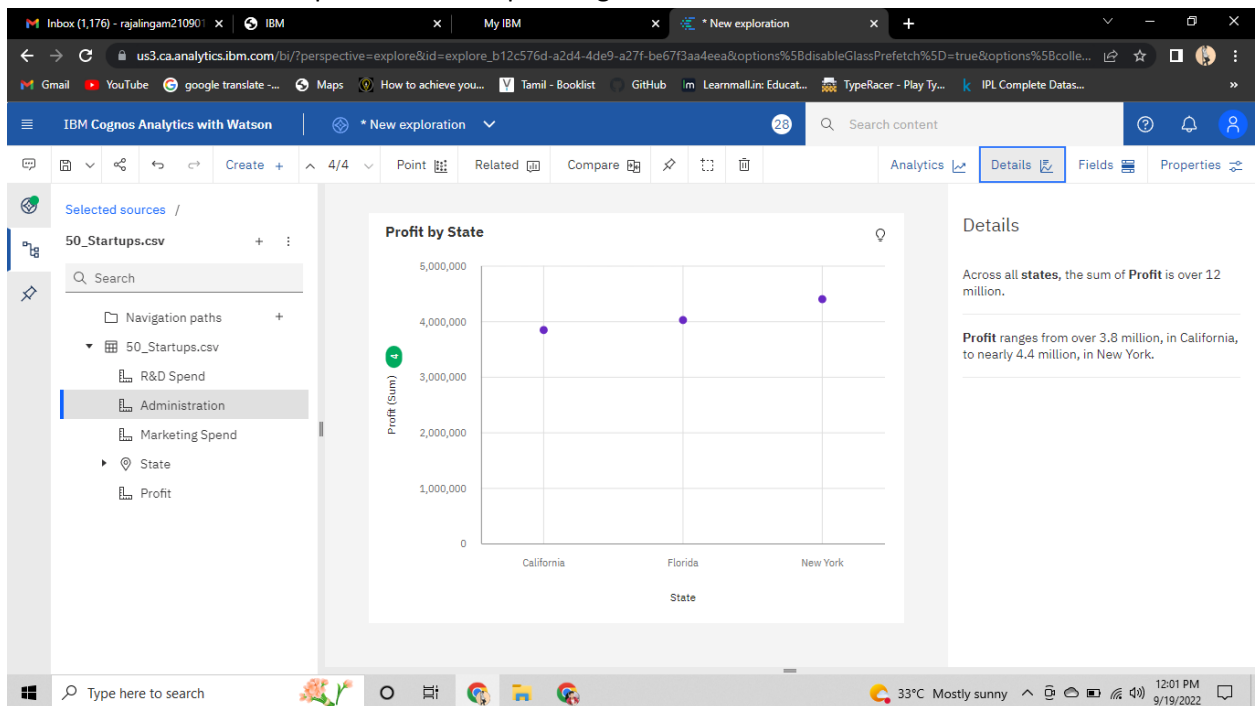 Inbox (1,176) - rajalingam210901
IBM
My IBM
* New exploration
us3.ca.analytics.ibm.com/bi/?perspective=explore&id=explore_b12c576d-a2d4-4de9-a27f-be67f3aa4eea&options%5BdisableGlassPrefetch%5D=true&options%5Bcolle...
Gmail
YouTube
google translate -...
Maps
How to achieve you...
Tamil - Booklist
GitHub
Learnmall.in: Educat...
TypeRacer - Play Ty...
IPL Complete Datas...
»
IBM Cognos Analytics with Watson
* New exploration
28
Search content
Create +
4/4
Point
Related
Compare
Analytics
Details
Fields
Properties
Selected sources /
50_Startups.csv
Search
Navigation paths
50_Startups.csv
R&D Spend
Administration
Marketing Spend
State
Profit
Profit by State
5,000,000
4,000,000
3,000,000
2,000,000
1,000,000
0
4
Profit (Sum)
California
Florida
New York
State
Details
Across all states, the sum of Profit is over 12
million.
Profit ranges from over 3.8 million, in California,
to nearly 4.4 million, in New York.
Type here to search
33°C Mostly sunny
12:01 PM
9/19/2022